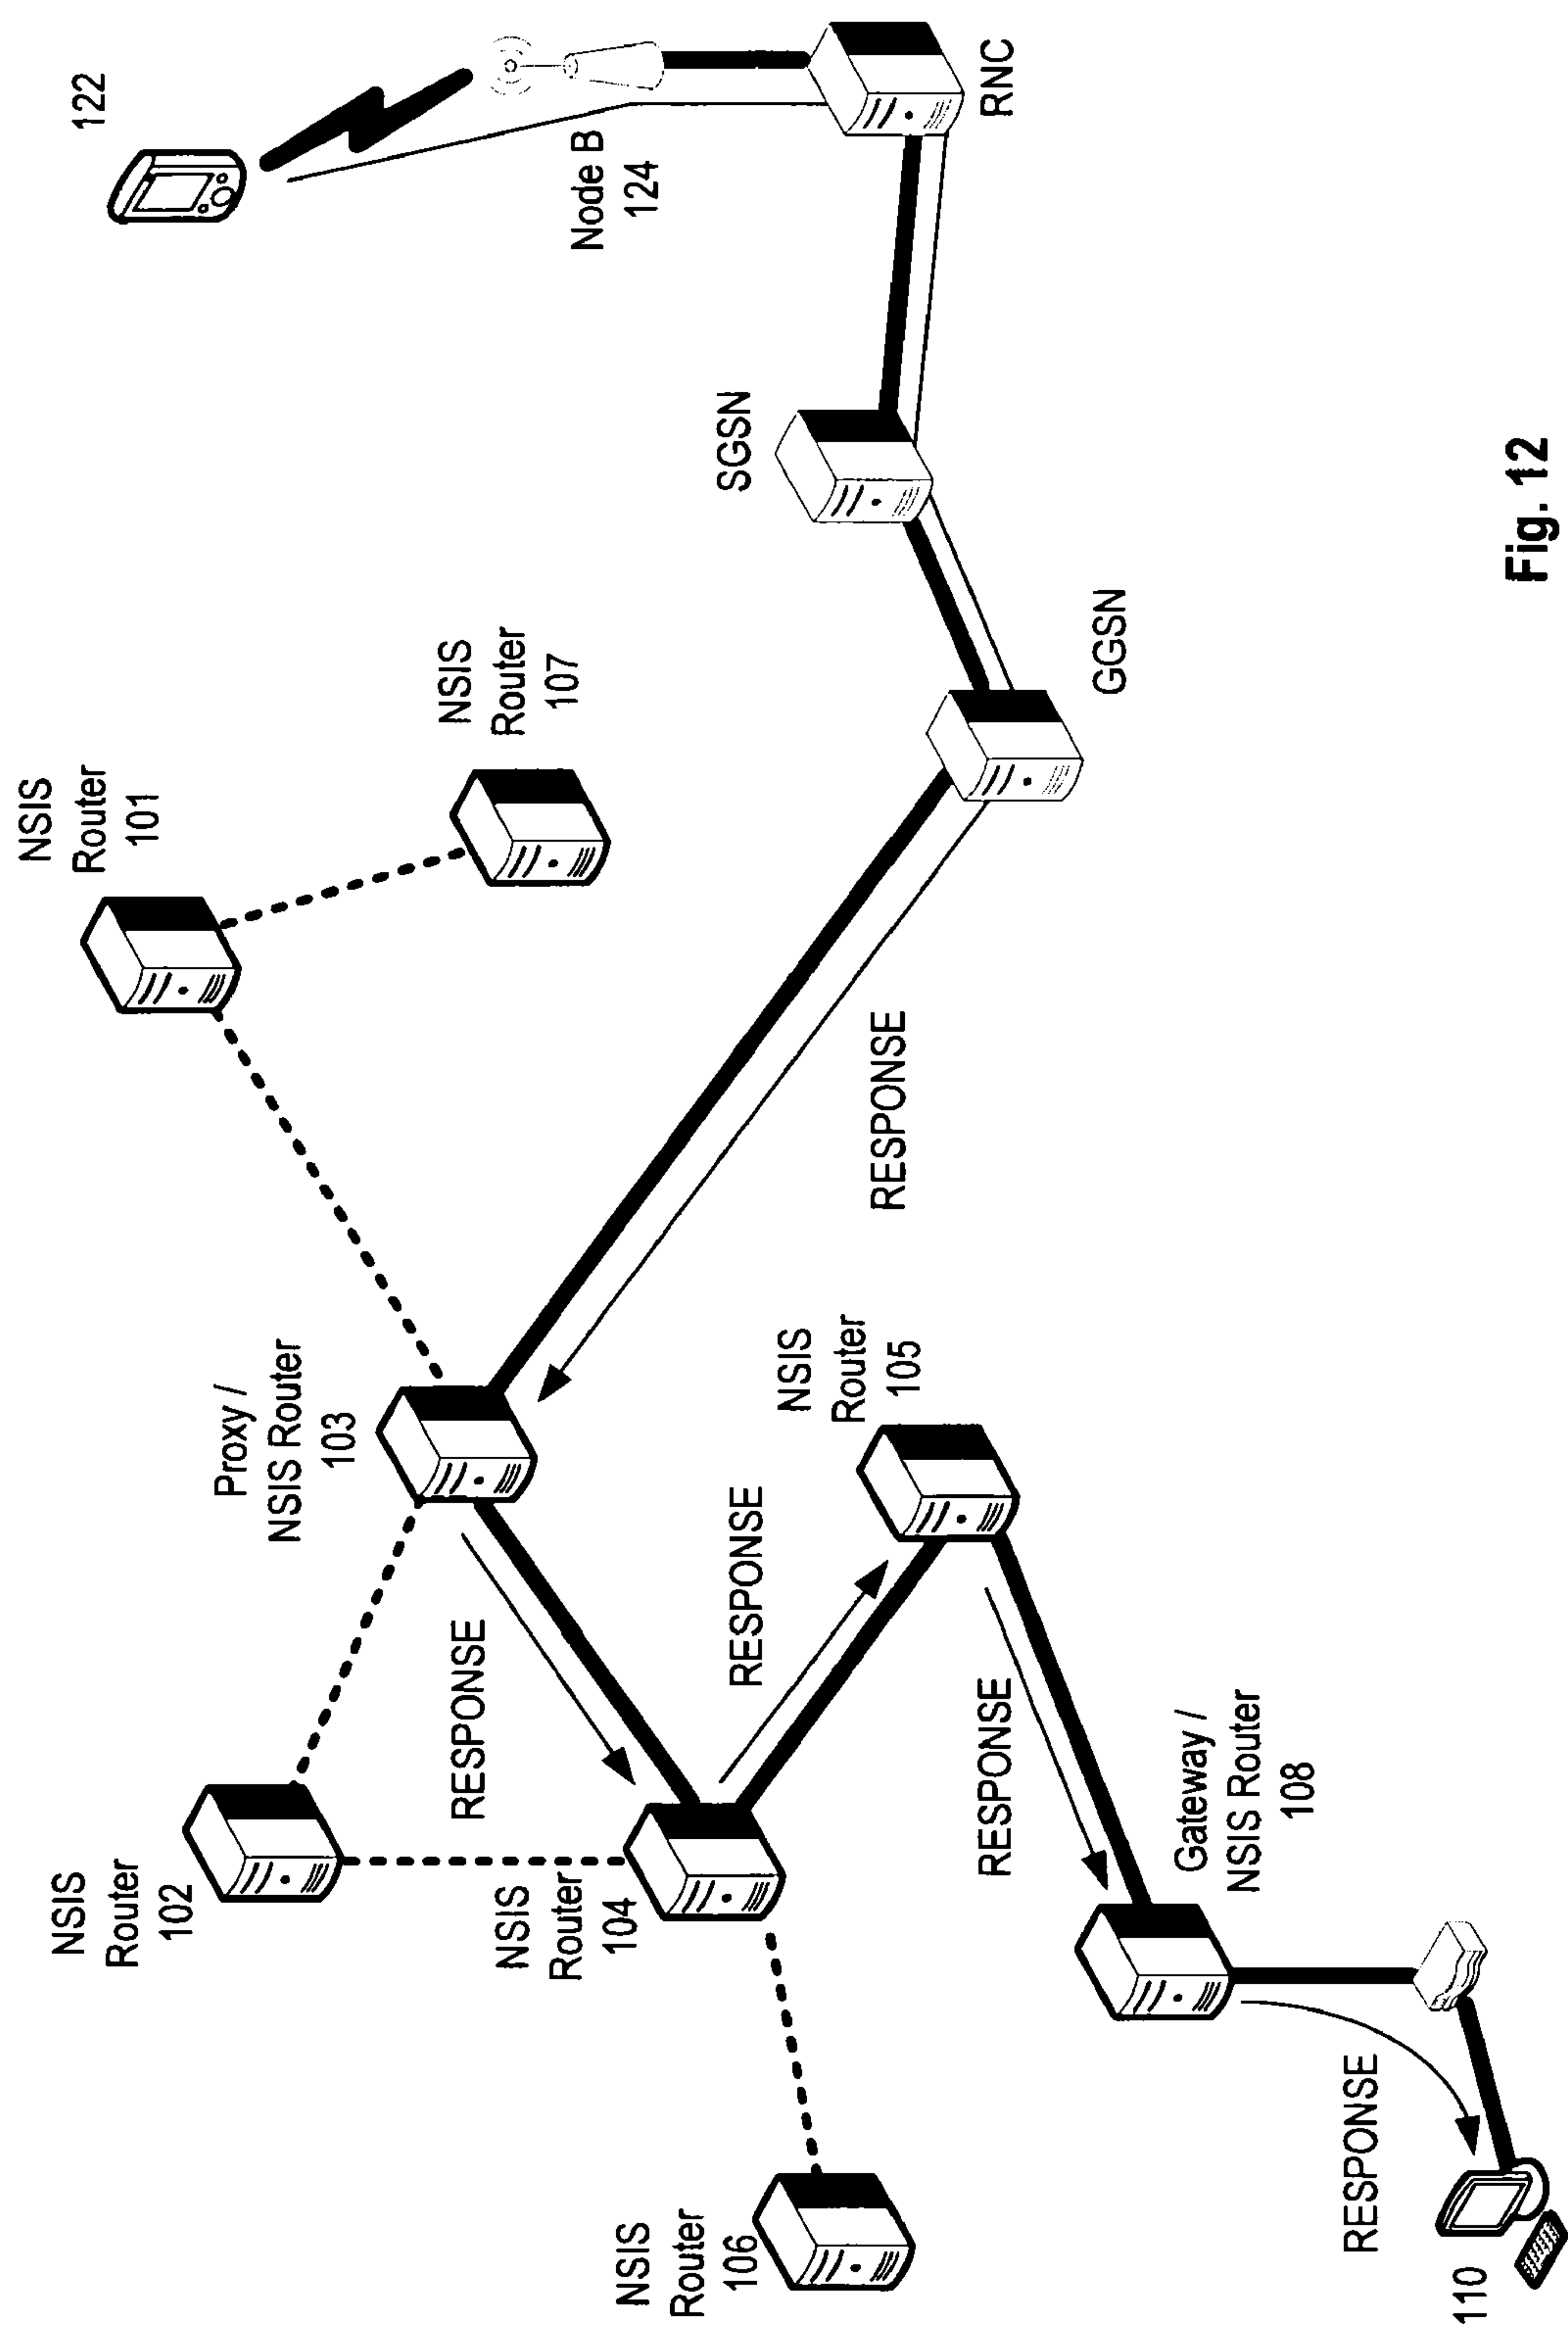 110
RESPONSE
NSIS
Router
106
NSIS
Router
102
NSIS
Router
104
Gateway /
NSIS Router
108
RESPONSE
RESPONSE
RESPONSE
Proxy /
NSIS Router
103
NSIS
Router
105
RESPONSE
NSIS
Router
101
NSIS
Router
107
GGSN
SGSN
Node B
124
122
RNC
Fig. 12